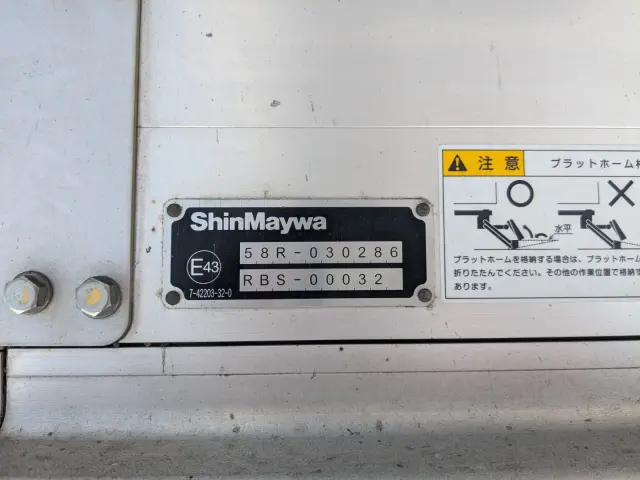 ShinMaywa
58R-030286
E43
RBS-00032
7-42203-32-0
注意
プラットホーム
水平
プラットホームを格納する場合は、プラット
折りたたんでください。その他の作業位置で格納す
あります。